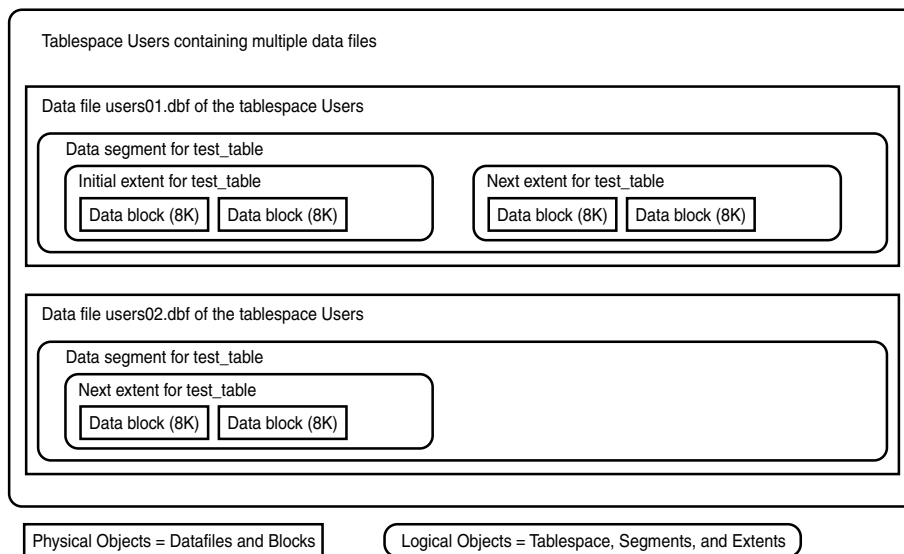 Tablespace Users containing multiple data files
Data file users01.dbf of the tablespace Users
Data segment for test_table
Initial extent for test_table
Next extent for test_table
Data block (8K)
Data block (8K)
Data block (8K)
Data block (8K)
Data file users02.dbf of the tablespace Users
Data segment for test_table
Next extent for test_table
Data block (8K)
Data block (8K)
Physical Objects = Datafiles and Blocks
Logical Objects = Tablespace, Segments, and Extents